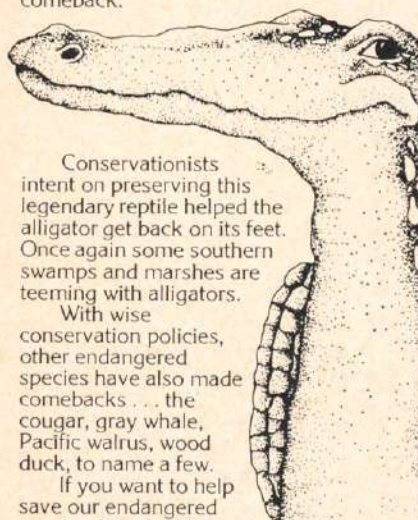 comeback.
Conservationists
intent on preserving this
legendary reptile helped the
alligator get back on its feet.
Once again some southern
swamps and marshes are
teeming with alligators.
With wise
conservation policies,
other endangered
species have also made
comebacks . . . the
cougar, gray whale,
Pacific walrus, wood
duck, to name a few.
If you want to help
save our endangered